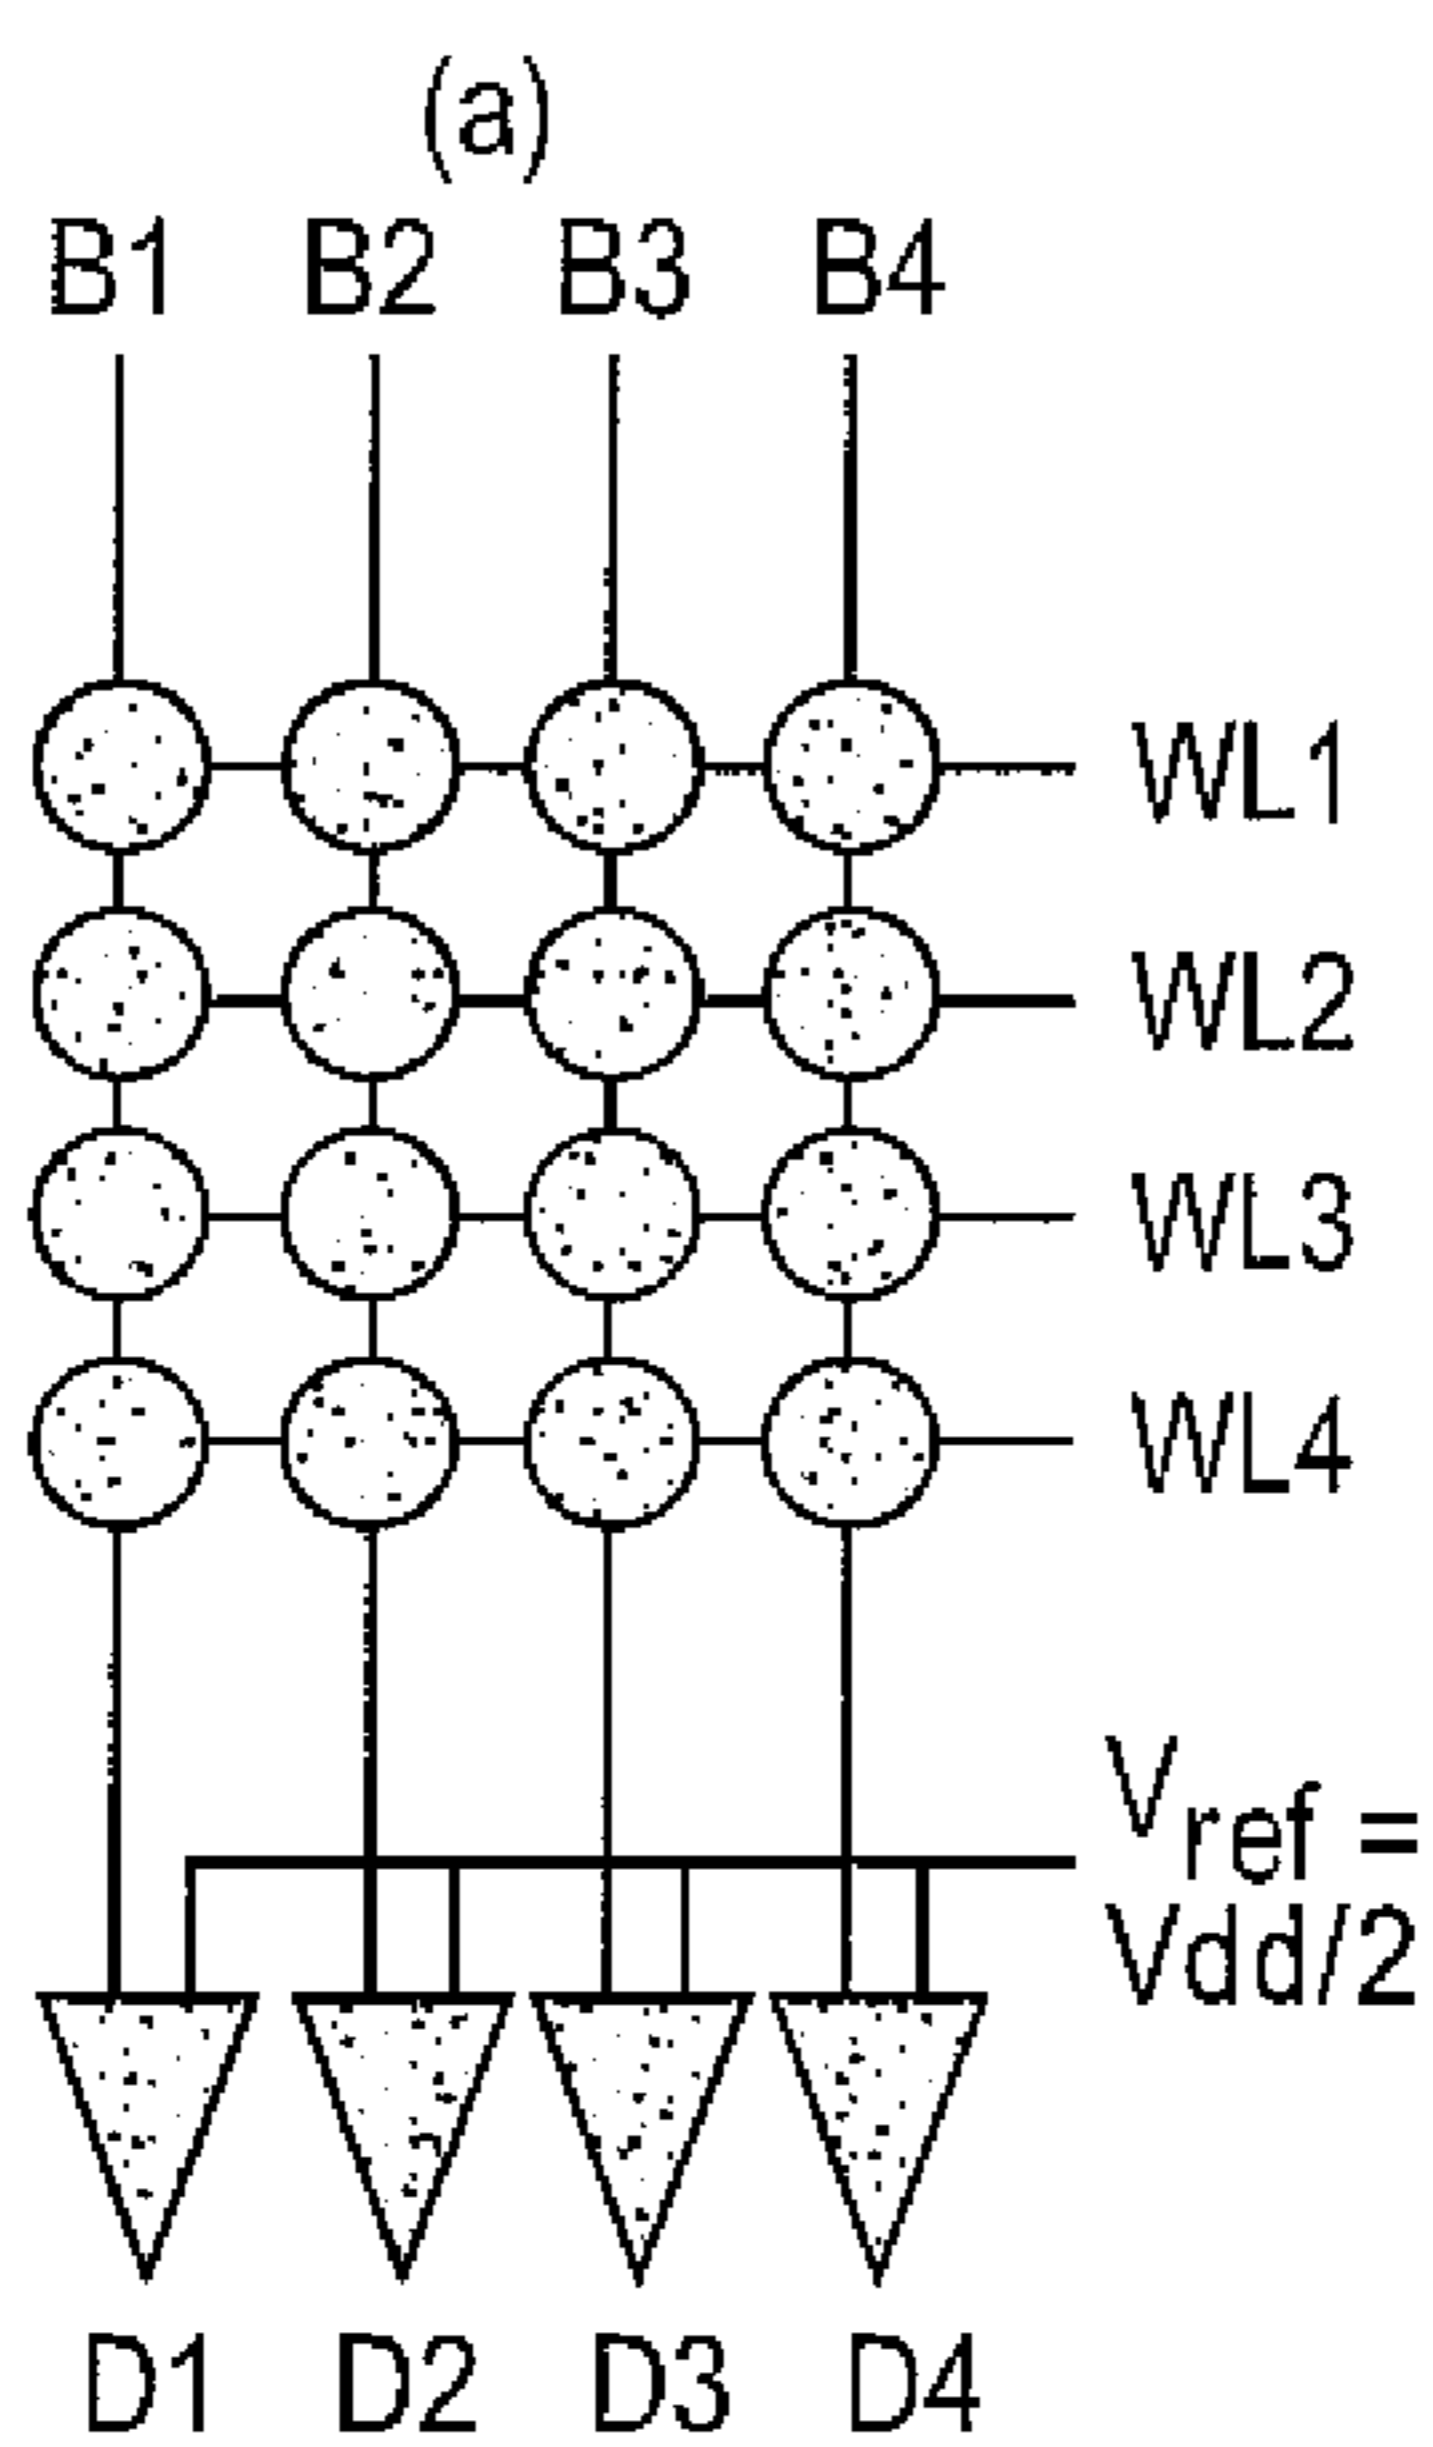 (a)
B1 B2 B3 B4
WL1
WL2
WL3
WL4
Vref =
Vdd/2
D1 D2 D3 D4